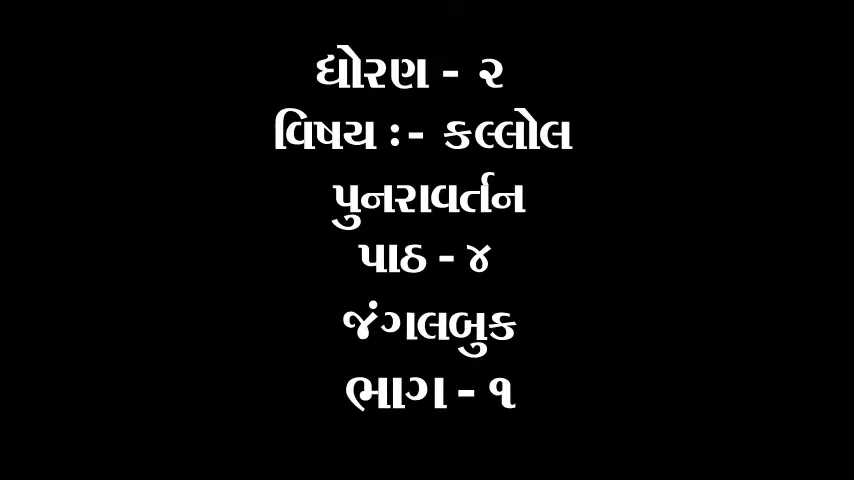 ધોરણ - ૨
વિષય :- કલ્લોલ
પુનરાવર્તન
પાઠ - ૪
જંગલબુક
ભાગ - ૧